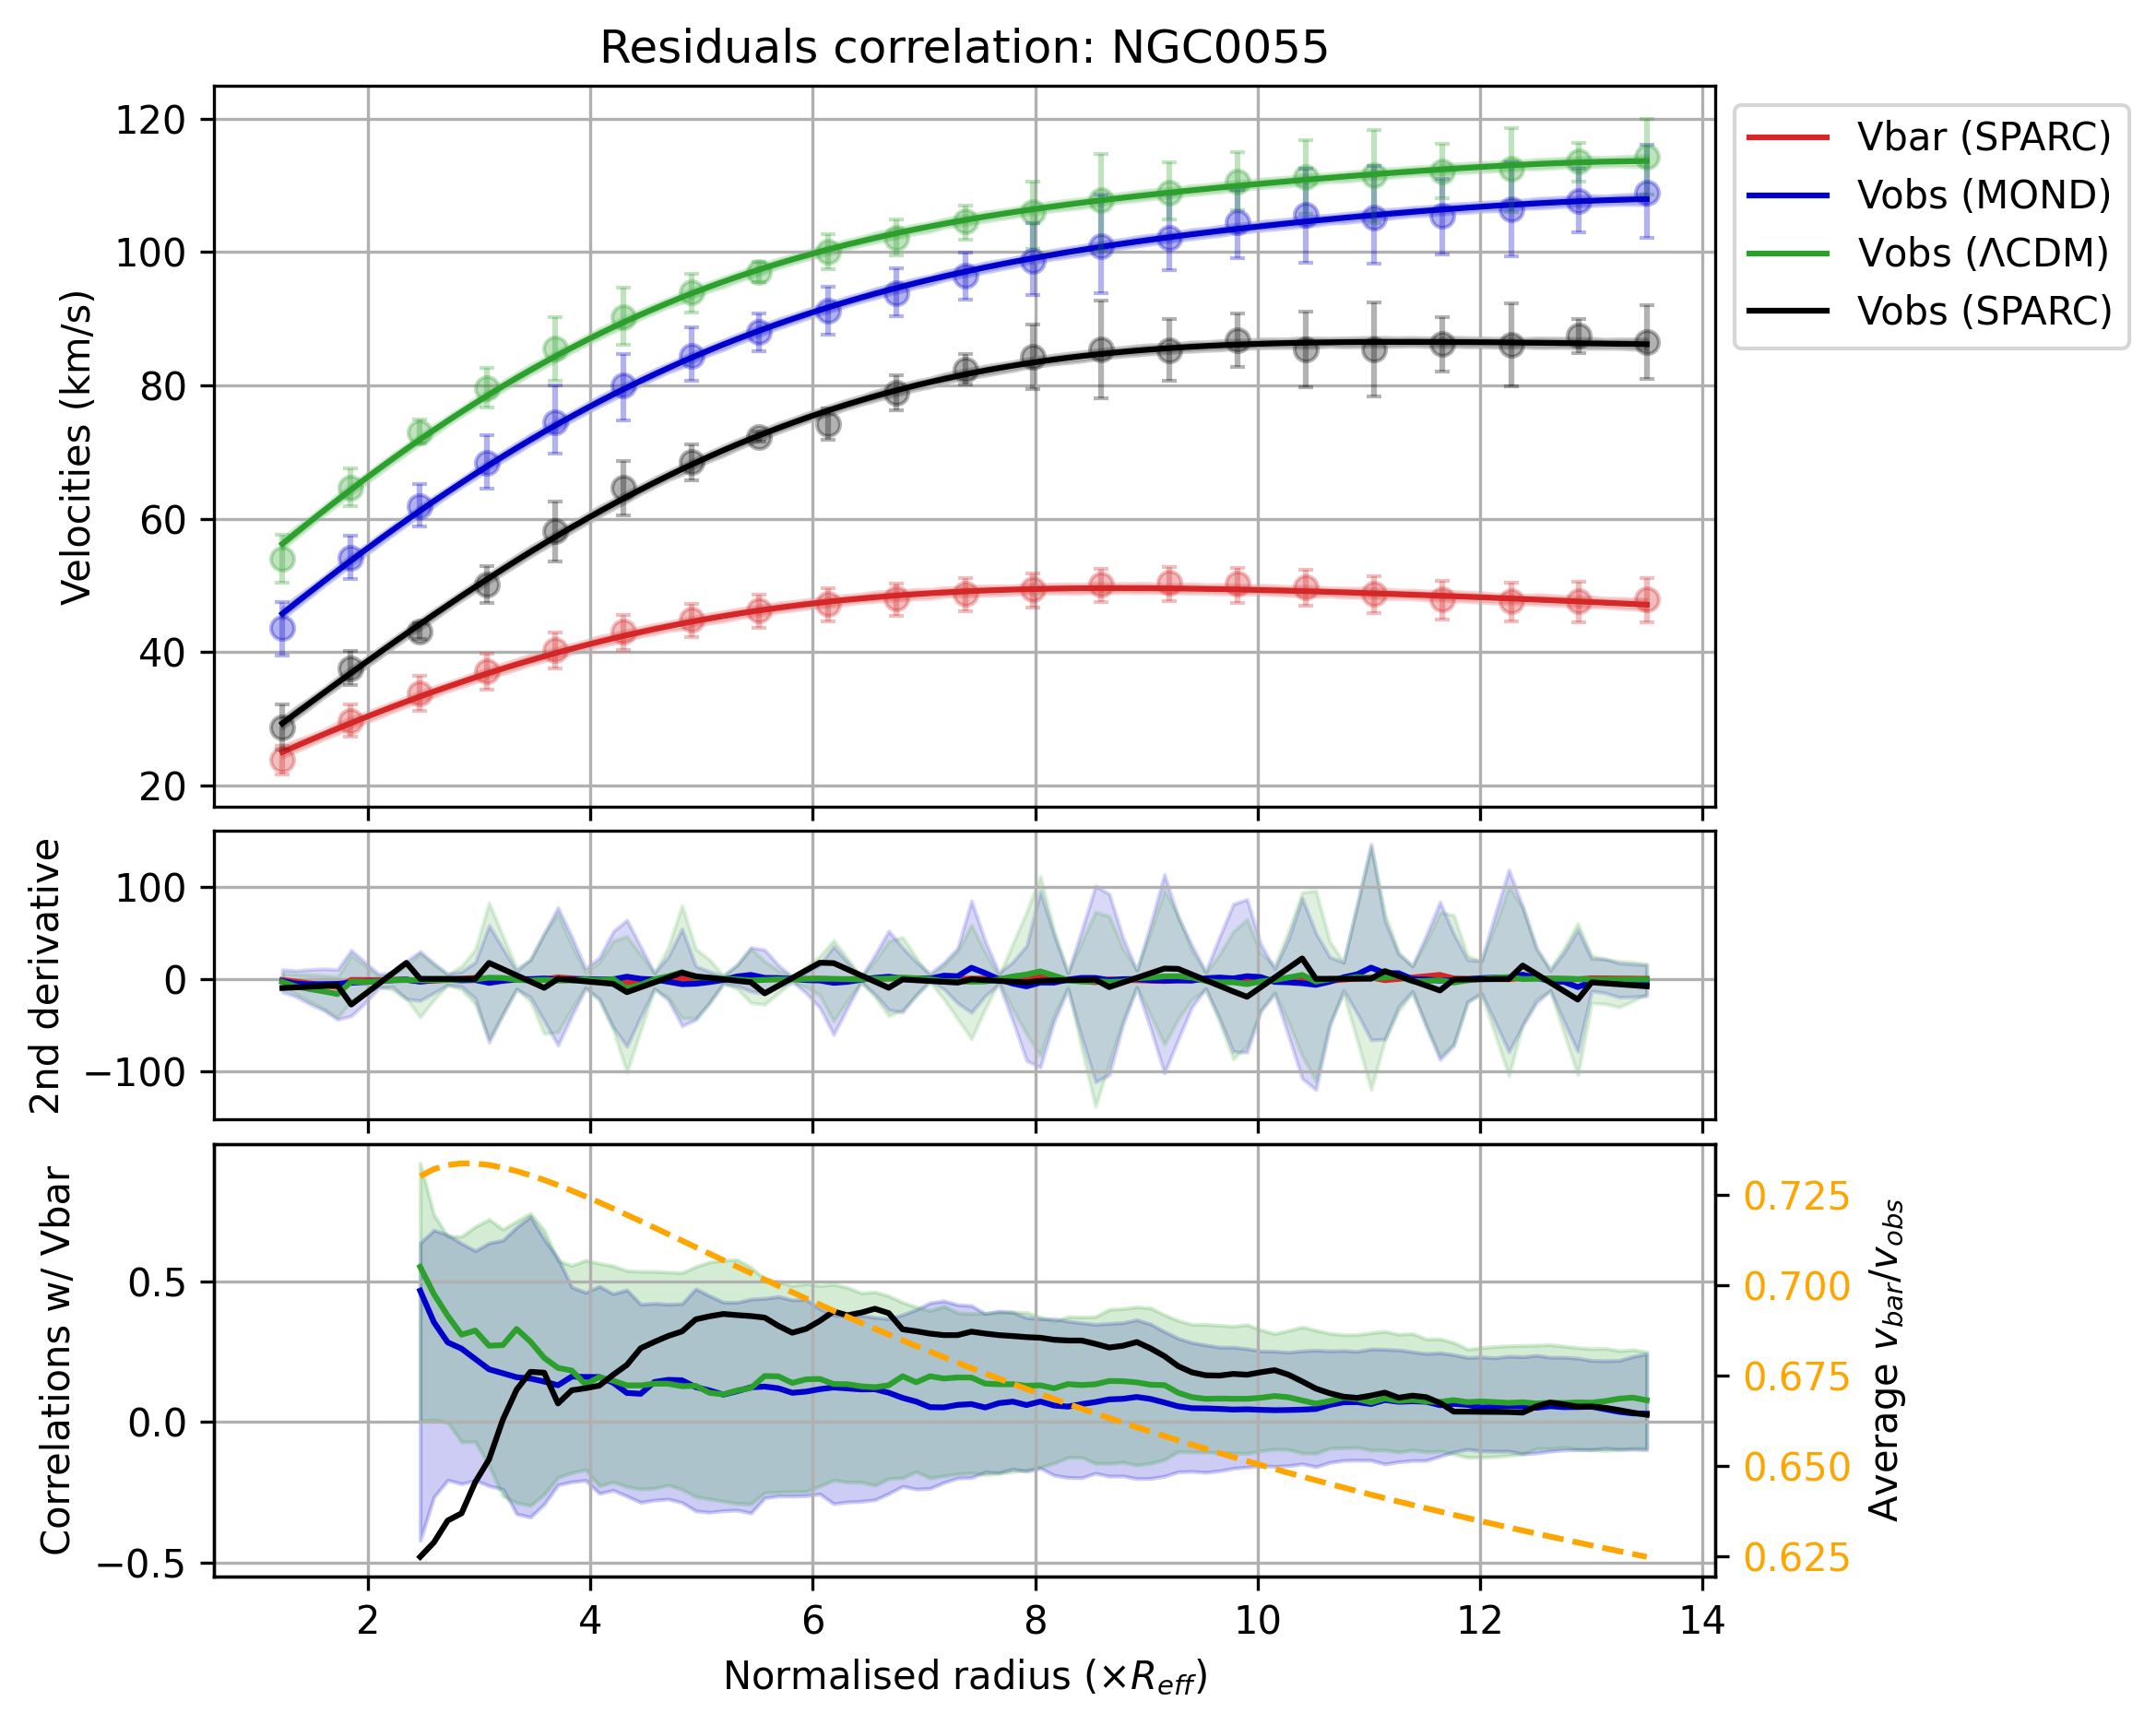 Residuals correlation: NGC0055
Velocities (km/s)
120
100
80
60
40
20
Vbar (SPARC)
Vobs (MOND)
Vobs (ΛCDM)
Vobs (SPARC)
2nd derivative
100
0
−100
Correlations w/ Vbar
0.5
0.0
−0.5
0.725
0.700
0.675
0.650
0.625
Average v_bar/v_obs
2 4 6 8 10 12 14
Normalised radius (×R_eff)